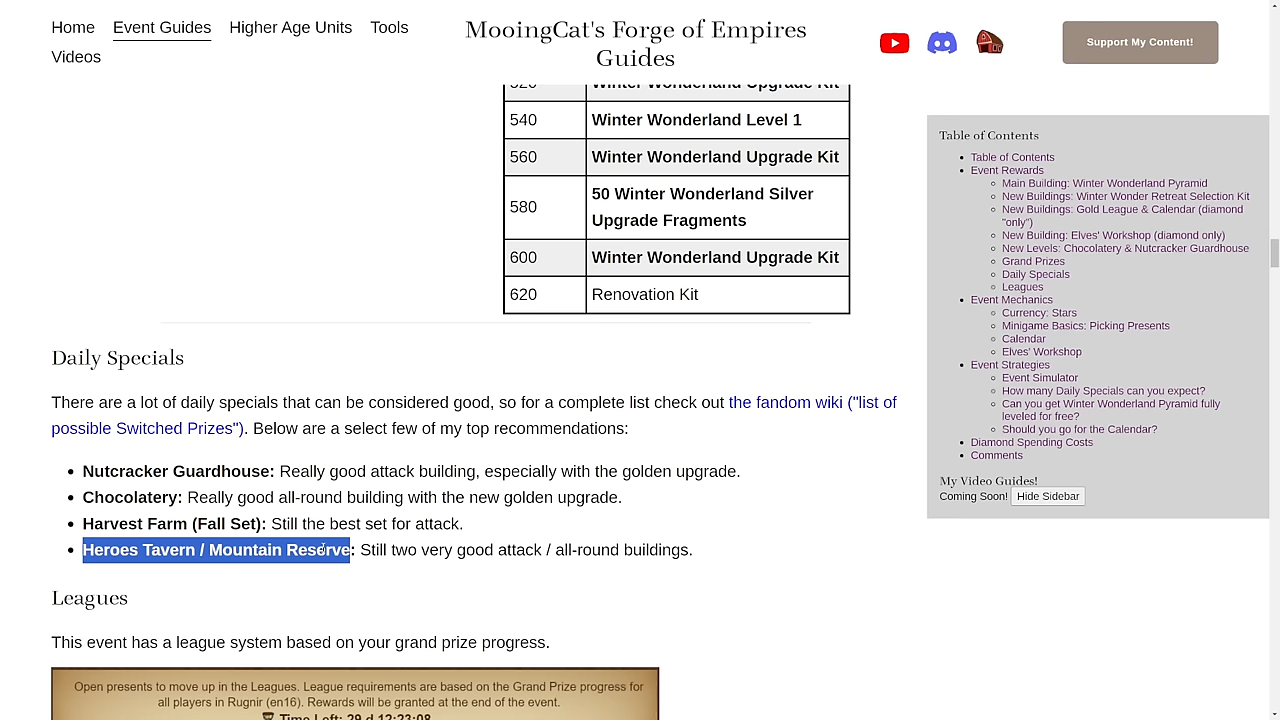 Home Event Guides Higher Age Units Tools
Videos
MooingCat's Forge of Empires
Guides
Support My Content!
520 Winter Wonderland Upgrade Kit
540 Winter Wonderland Level 1
560 Winter Wonderland Upgrade Kit
580 50 Winter Wonderland Silver
Upgrade Fragments
600 Winter Wonderland Upgrade Kit
620 Renovation Kit
Daily Specials
There are a lot of daily specials that can be considered good, so for a complete list check out the fandom wiki ("list of
possible Switched Prizes"). Below are a select few of my top recommendations:
Nutcracker Guardhouse: Really good attack building, especially with the golden upgrade.
Chocolatery: Really good all-round building with the new golden upgrade.
Harvest Farm (Fall Set): Still the best set for attack.
Heroes Tavern / Mountain Reserve: Still two very good attack / all-round buildings.
Leagues
This event has a league system based on your grand prize progress.
Open presents to move up in the Leagues. League requirements are based on the Grand Prize progress for
all players in Rugnir (en16). Rewards will be granted at the end of the event.
Time Left: 29 d 12:23:08
Table of Contents
Table of Contents
Event Rewards
Main Building: Winter Wonderland Pyramid
New Buildings: Winter Wonder Retreat Selection Kit
New Buildings: Gold League & Calendar (diamond
"only")
New Building: Elves' Workshop (diamond only)
New Levels: Chocolatery & Nutcracker Guardhouse
Grand Prizes
Daily Specials
Leagues
Event Mechanics
Currency: Stars
Minigame Basics: Picking Presents
Calendar
Elves' Workshop
Event Strategies
Event Simulator
How many Daily Specials can you expect?
Can you get Winter Wonderland Pyramid fully
leveled for free?
Should you go for the Calendar?
Diamond Spending Costs
Comments
My Video Guides!
Coming Soon! Hide Sidebar